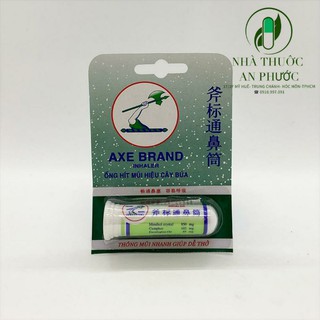 NHÀ THUỐC
AN PHƯỚC
AXE BRAND
INHALER
ỐNG HÍT MŨI HIỆU CÂY BÚA
斧标通鼻筒
斧标通鼻筒
THÔNG MŨI NHANH GIÚP DỄ THỞ